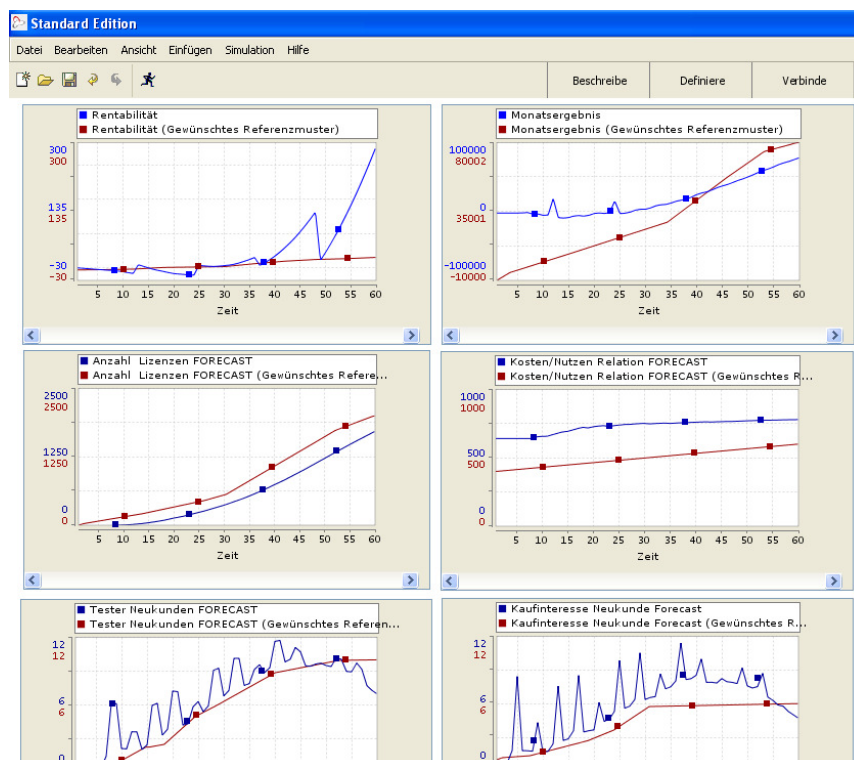 Standard Edition
Datei Bearbeiten Ansicht Einfügen Simulation Hilfe
Beschreibe Definiere Verbinde
Rentabilität
Rentabilität (Gewünschtes Referenzmuster)
300
300
135
135
-30
-30
5 10 15 20 25 30 35 40 45 50 55 60
Zeit
Monatsergebnis
Monatsergebnis (Gewünschtes Referenzmuster)
100000
80002
0
35001
-100000
-10000
5 10 15 20 25 30 35 40 45 50 55 60
Zeit
Anzahl Lizenzen FORECAST
Anzahl Lizenzen FORECAST (Gewünschtes Refere...
2500
2500
1250
1250
0
0
5 10 15 20 25 30 35 40 45 50 55 60
Zeit
Kosten/Nutzen Relation FORECAST
Kosten/Nutzen Relation FORECAST (Gewünschtes R...
1000
1000
500
500
0
0
5 10 15 20 25 30 35 40 45 50 55 60
Zeit
Tester Neukunden FORECAST
Tester Neukunden FORECAST (Gewünschtes Referen...
12
12
6
6
0
Kaufinteresse Neukunde Forecast
Kaufinteresse Neukunde Forecast (Gewünschtes R...
12
12
6
6
0